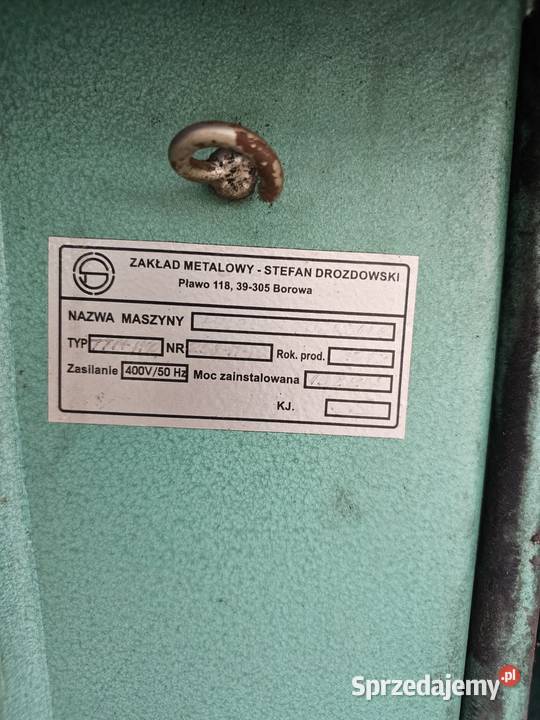 ZAKŁAD METALOWY - STEFAN DROZDOWSKI
Pławo 118, 39-305 Borowa
NAZWA MASZYNY
TYP NR Rok. prod.
Zasilanie 400V/50 Hz Moc zainstalowana
KJ.
Sprzedajemy.pl